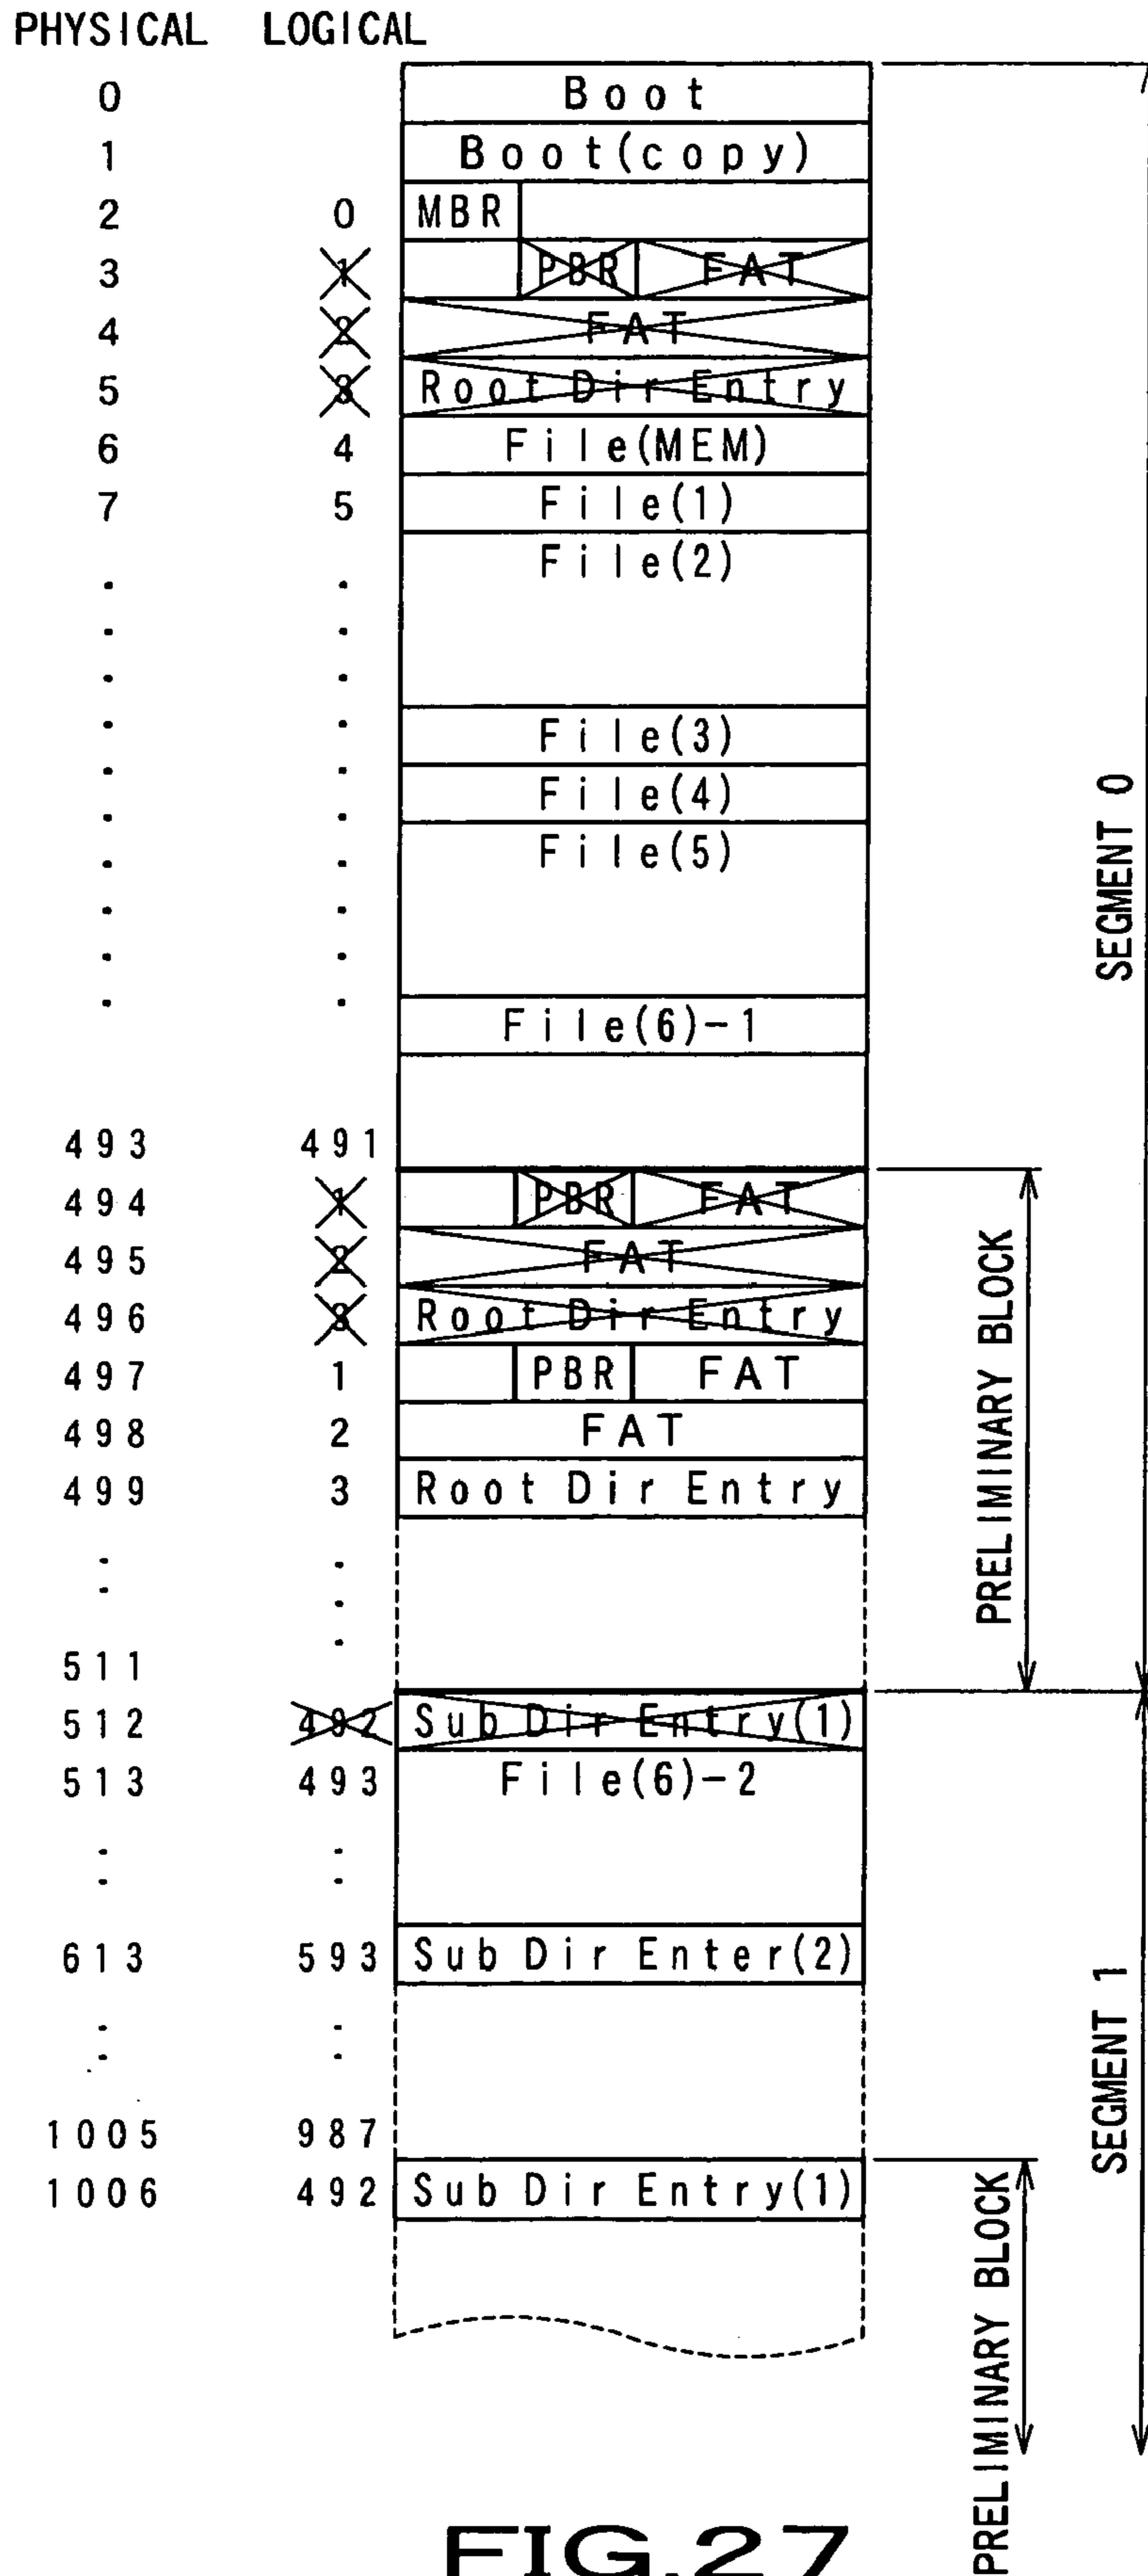 PHYSICAL LOGICAL
0 Boot
1 Boot(copy)
2 0 MBR
3 1 PBR FAT
4 2 FAT
5 3 Root Dir Entry
6 4 File(MEM)
7 5 File(1)
File(2)
File(3)
File(4)
File(5)
SEGMENT 0
File(6)-1
493 491
494 1 PBR FAT
495 2 FAT
496 3 Root Dir Entry
497 1 PBR FAT
498 2 FAT
499 3 Root Dir Entry
PRELIMINARY BLOCK
511
512 492 Sub Dir Entry(1)
513 493 File(6)-2
613 593 Sub Dir Enter(2)
SEGMENT 1
1005 987
1006 492 Sub Dir Entry(1)
PRELIMINARY BLOCK
FIG.27